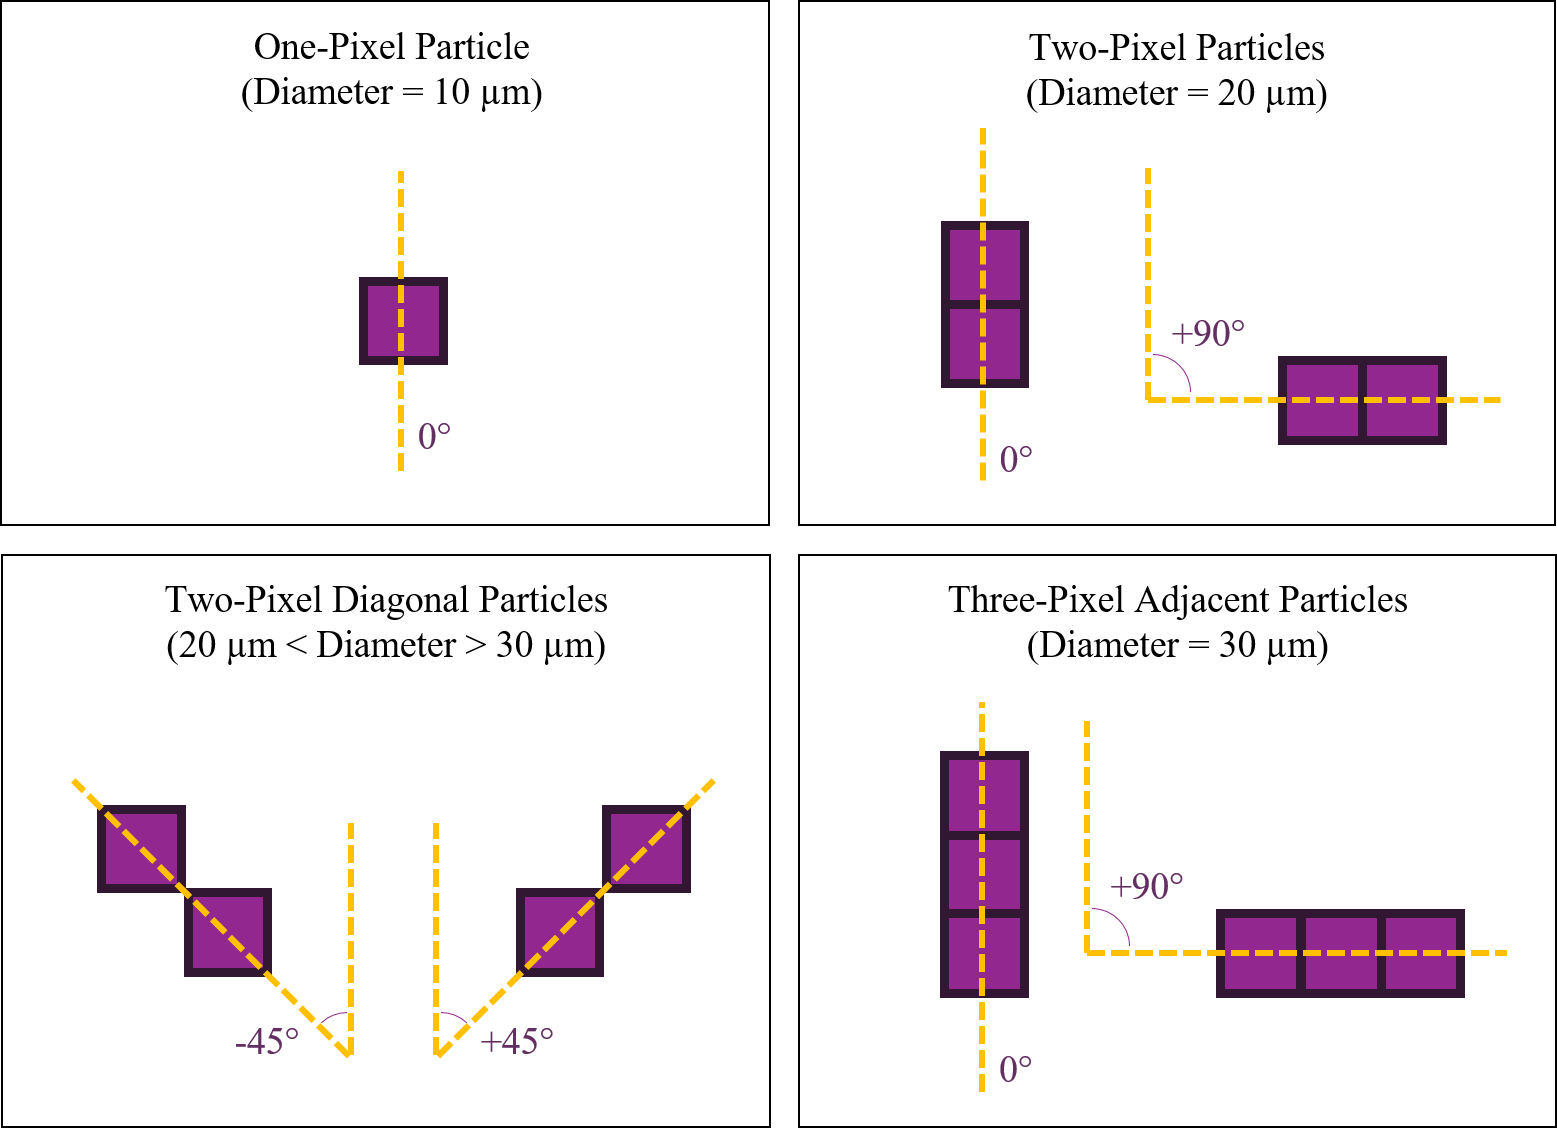 One-Pixel Particle
(Diameter = 10 µm)
0°
Two-Pixel Particles
(Diameter = 20 µm)
+90°
0°
Two-Pixel Diagonal Particles
(20 µm < Diameter > 30 µm)
-45°
+45°
Three-Pixel Adjacent Particles
(Diameter = 30 µm)
+90°
0°